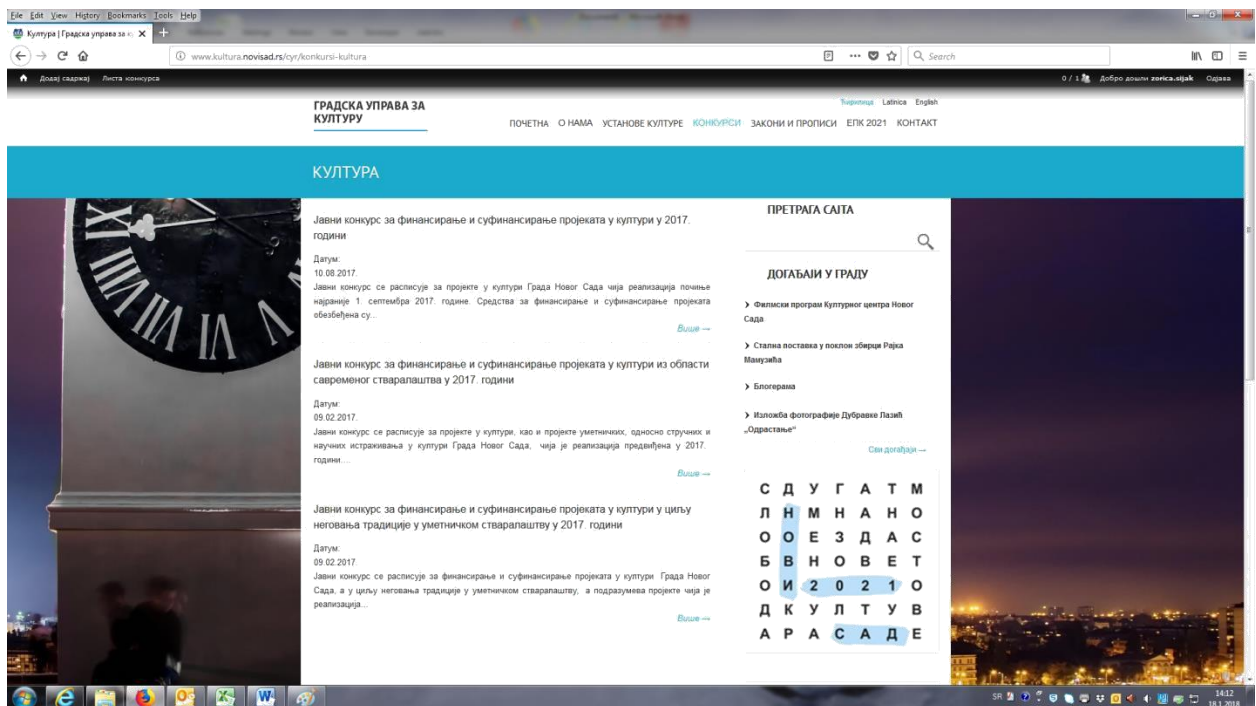 File Edit View History Bookmarks Tools Help
Култура | Градска управа за к
www.kultura.novisad.rs/cyr/konkursi-kultura
Search
Додај садржај Листа конкурса
0 / 1 Добро дошли zorica.sijak Одјава
ГРАДСКА УПРАВА ЗА
КУЛТУРУ
Ћирилица Latinica English
ПОЧЕТНА О НАМА УСТАНОВЕ КУЛТУРЕ КОНКУРСИ ЗАКОНИ И ПРОПИСИ ЕПК 2021 КОНТАКТ
КУЛТУРА
Јавни конкурс за финансирање и суфинансирање пројеката у култури у 2017.
години
Датум:
10.08.2017.
Јавни конкурс се расписује за пројекте у култури Града Новог Сада чија реализација почиње
најраније 1. септембра 2017. године. Средства за финансирање и суфинансирање пројеката
обезбеђена су...
Више →
Јавни конкурс за финансирање и суфинансирање пројеката у култури из области
савременог стваралаштва у 2017. години
Датум:
09.02.2017.
Јавни конкурс се расписује за пројекте у култури, као и пројекте уметничких, односно стручних и
научних истраживања у култури Града Новог Сада, чија је реализација предвиђена у 2017.
години....
Више →
Јавни конкурс за финансирање и суфинансирање пројеката у култури у циљу
неговања традиције у уметничком стваралаштву у 2017. години
Датум:
09.02.2017.
Јавни конкурс се расписује за финансирање и суфинансирање пројеката у култури Града Новог
Сада, а у циљу неговања традиције у уметничком стваралаштву, а подразумева пројекте чија је
реализација...
Више →
ПРЕТРАГА САЈТА
ДОГАЂАЈИ У ГРАДУ
Филмски програм Културног центра Новог
Сада
Стална поставка у поклон збирци Рајка
Мамузића
Блогерама
Изложба фотографије Дубравке Лазић
„Одрастање“
Сви догађаји →
С Д У Г А Т М
Л Н М Н А Н О
О О Е З Д А С
Б В Н О В Е Т
О И 2 0 2 1 О
Д К У Л Т У В
А Р А С А Д Е
SR
14:12
18.1.2018